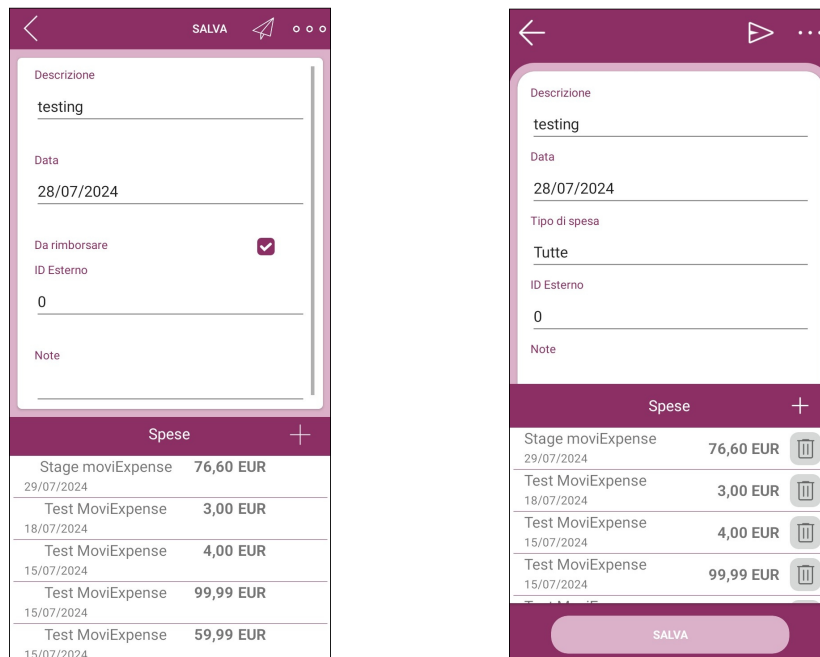 SALVA
Descrizione
testing
Data
28/07/2024
Da rimborsare
ID Esterno
0
Note
Spese
Stage moviExpense 76,60 EUR
29/07/2024
Test MoviExpense 3,00 EUR
18/07/2024
Test MoviExpense 4,00 EUR
15/07/2024
Test MoviExpense 99,99 EUR
15/07/2024
Test MoviExpense 59,99 EUR
15/07/2024
Descrizione
testing
Data
28/07/2024
Tipo di spesa
Tutte
ID Esterno
0
Note
Spese
Stage moviExpense 76,60 EUR
29/07/2024
Test MoviExpense 3,00 EUR
18/07/2024
Test MoviExpense 4,00 EUR
15/07/2024
Test MoviExpense 99,99 EUR
15/07/2024
SALVA